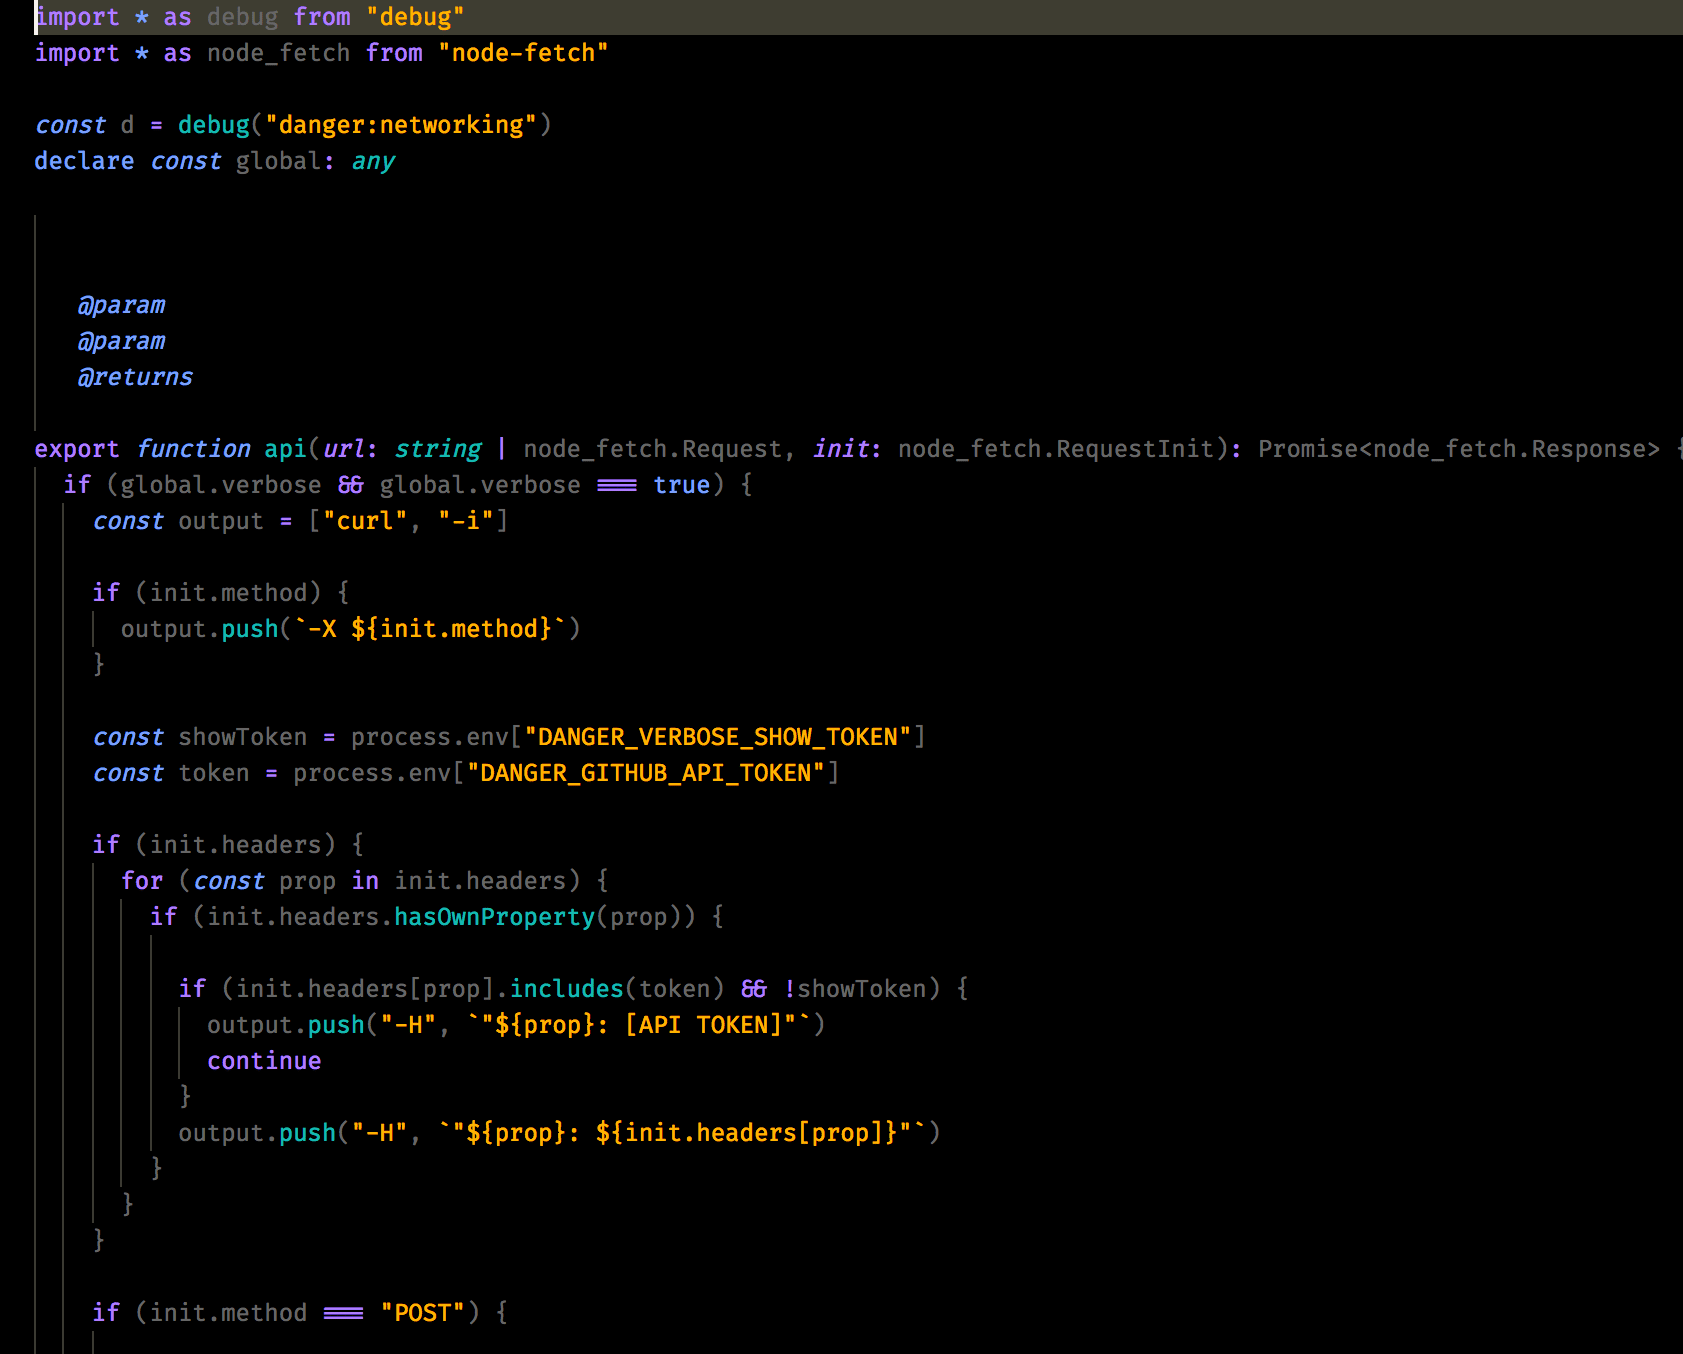 import * as debug from "debug"
import * as node_fetch from "node-fetch"
const d = debug("danger:networking")
declare const global: any
@param
@param
@returns
export function api(url: string | node_fetch.Request, init: node_fetch.RequestInit): Promise<node_fetch.Response> {
if (global.verbose && global.verbose === true) {
const output = ["curl", "-i"]
if (init.method) {
output.push(`-X ${init.method}`)
}
const showToken = process.env["DANGER_VERBOSE_SHOW_TOKEN"]
const token = process.env["DANGER_GITHUB_API_TOKEN"]
if (init.headers) {
for (const prop in init.headers) {
if (init.headers.hasOwnProperty(prop)) {
if (init.headers[prop].includes(token) && !showToken) {
output.push("-H", `"${prop}: [API TOKEN]"`)
continue
}
output.push("-H", `"${prop}: ${init.headers[prop]}"`)
}
}
}
if (init.method === "POST") {